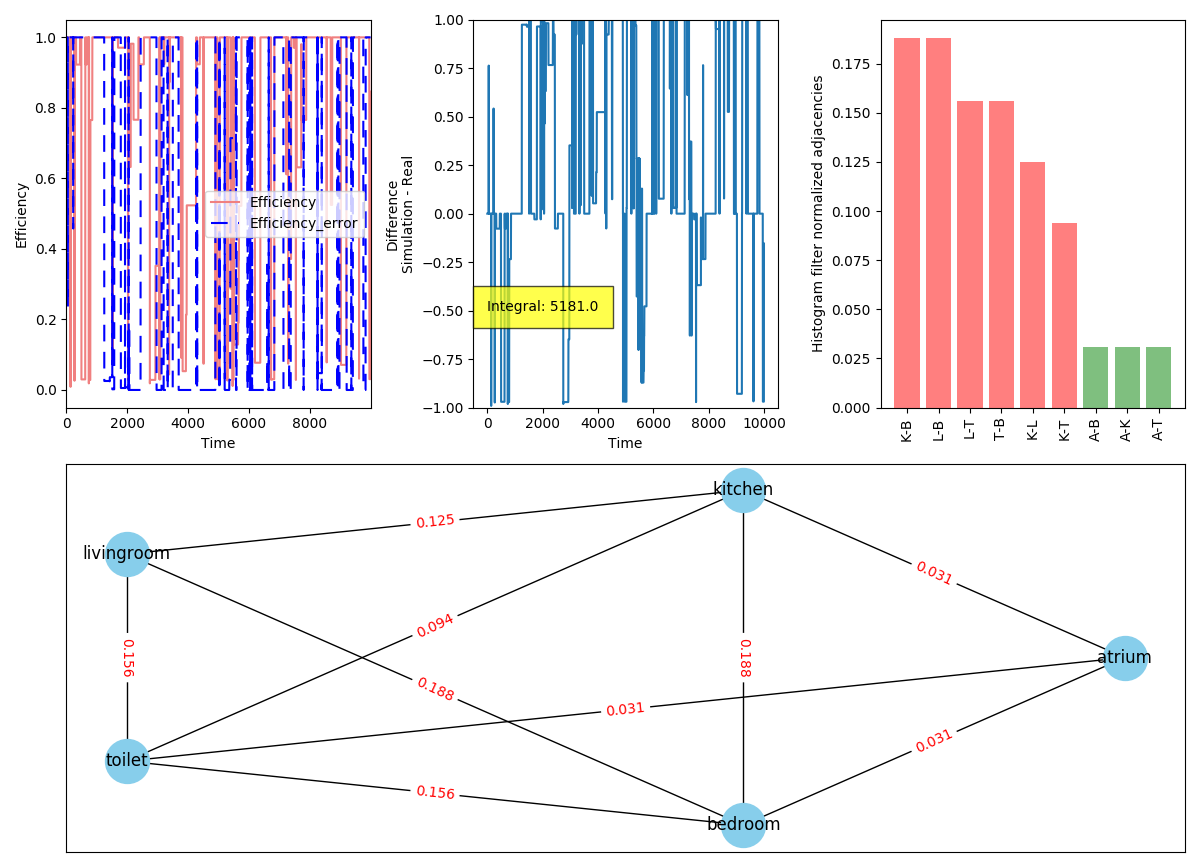 1.0
0.8
0.6
0.4
0.2
0.0
Efficiency
0
2000
4000
6000
8000
Time
Efficiency
Efficiency_error
1.00
0.75
0.50
0.25
0.00
−0.25
−0.50
−0.75
−1.00
Difference
Simulation - Real
Integral: 5181.0
0
2000
4000
6000
8000
10000
Time
0.175
0.150
0.125
0.100
0.075
0.050
0.025
0.000
Histogram filter normalized adjacencies
K-B
L-B
L-T
T-B
K-L
K-T
A-B
A-K
A-T
kitchen
livingroom
0.125
0.031
0.094
0.156
0.188
0.188
atrium
0.031
toilet
0.031
0.156
bedroom